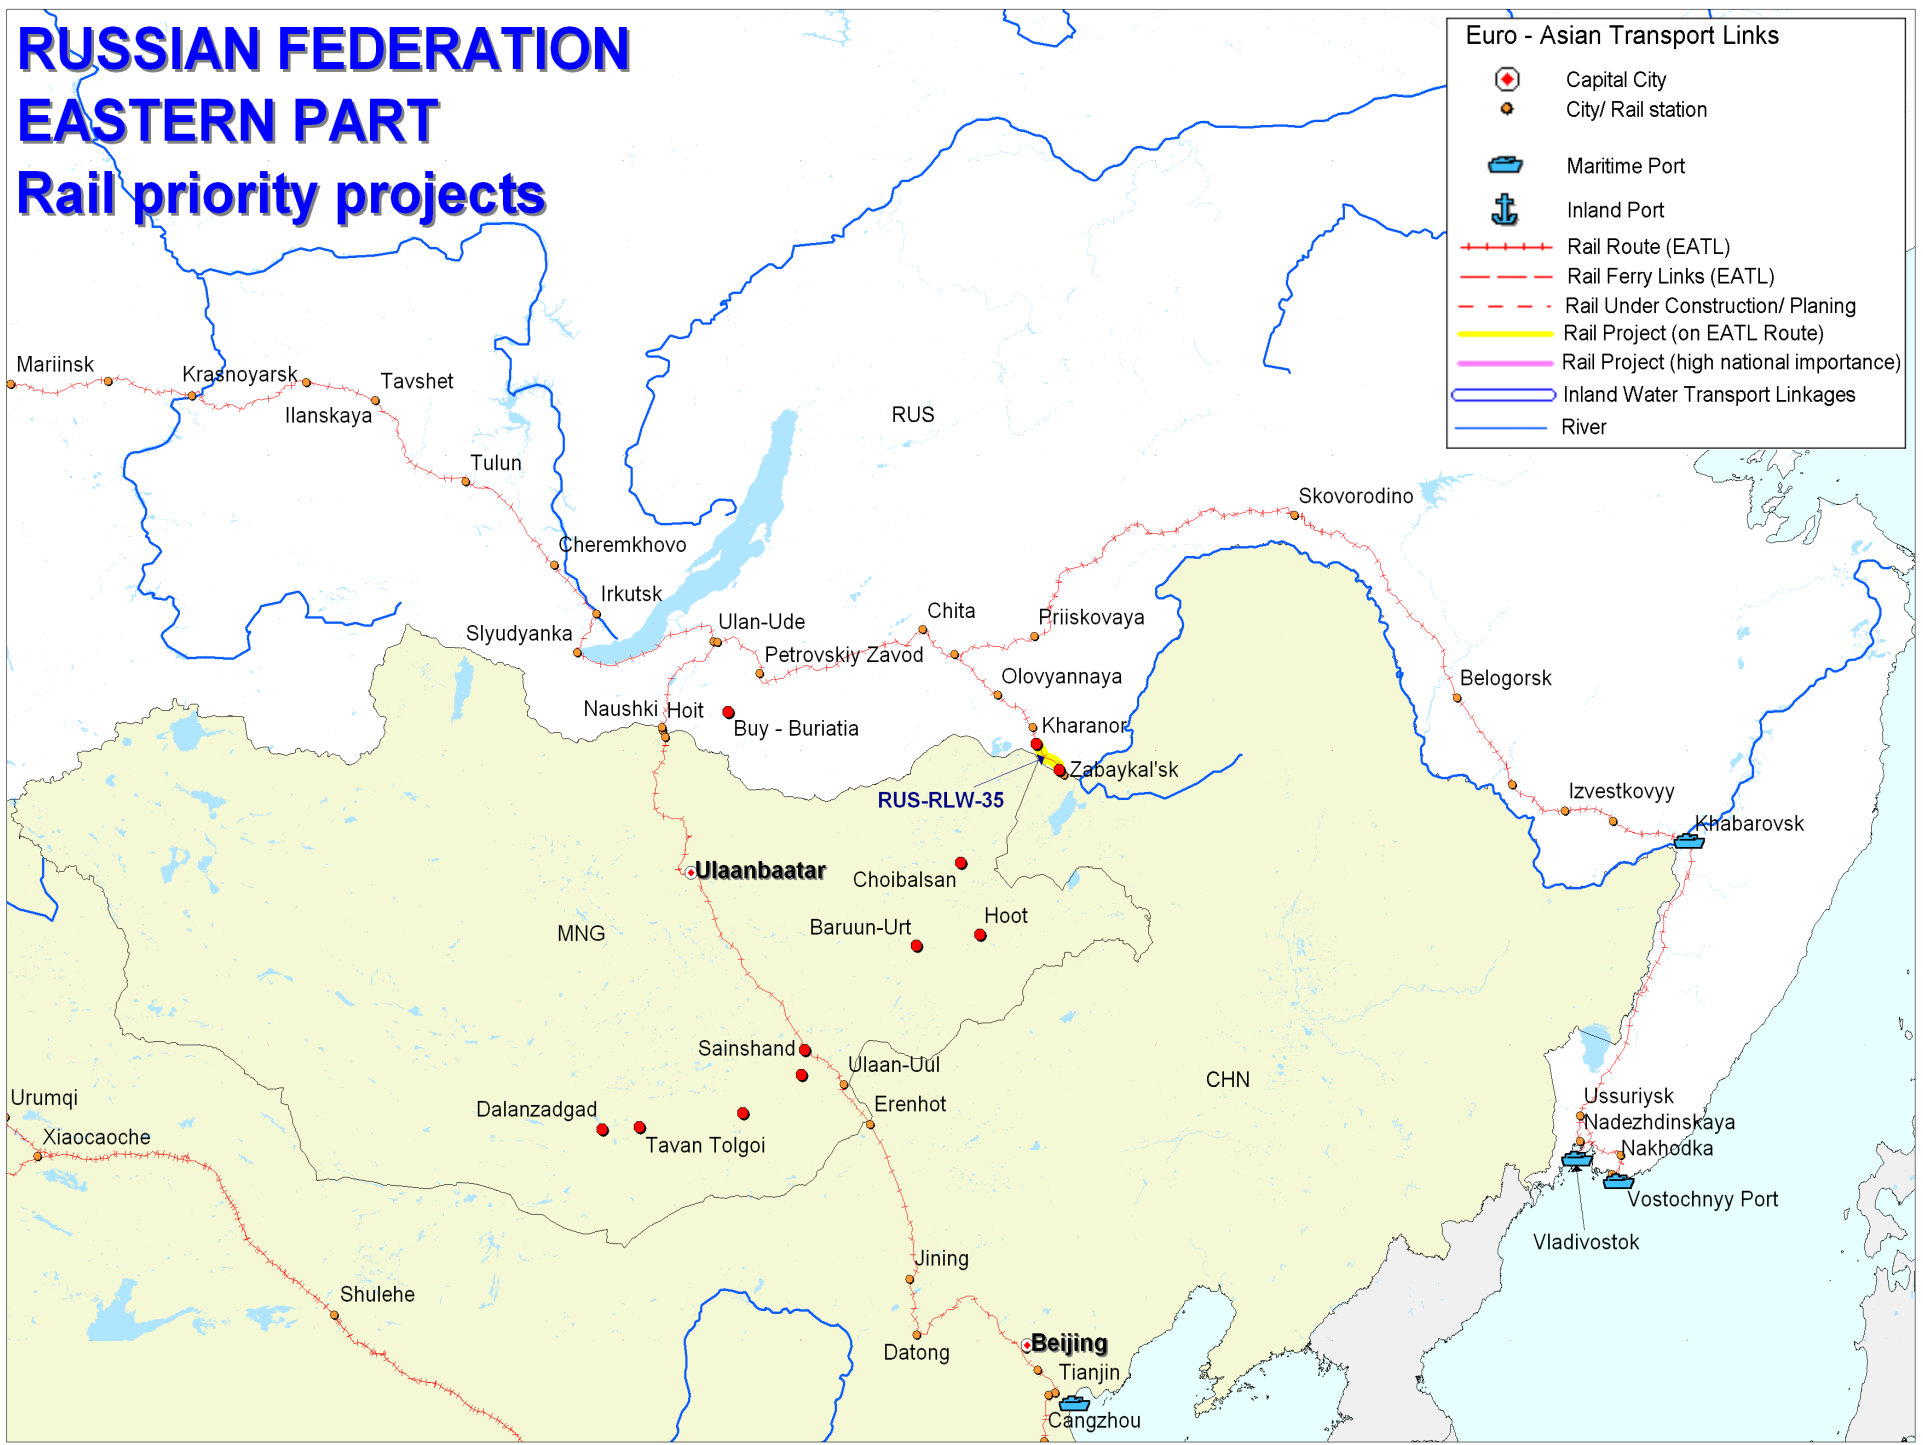 RUSSIAN FEDERATION
EASTERN PART
Rail priority projects
Euro - Asian Transport Links
Capital City
City/ Rail station
Maritime Port
Inland Port
Rail Route (EATL)
Rail Ferry Links (EATL)
Rail Under Construction/ Planing
Rail Project (on EATL Route)
Rail Project (high national importance)
Inland Water Transport Linkages
River
Mariinsk
Krasnoyarsk
Tavshet
Ilanskaya
RUS
Tulun
Skovorodino
Cheremkhovo
Irkutsk
Chita
Ulan-Ude
Priiskovaya
Slyudyanka
Petrovskiy Zavod
Olovyannaya
Belogorsk
Naushki
Hoit
Buy - Buriatia
Kharanor
Zabaykal'sk
RUS-RLW-35
Izvestkovyy
Khabarovsk
Ulaanbaatar
Choibalsan
Hoot
Baruun-Urt
MNG
Sainshand
Ulaan-Uul
CHN
Urumqi
Ussuriysk
Erenhot
Dalanzadgad
Nadezhdinskaya
Xiaocaoche
Tavan Tolgoi
Nakhodka
Vostochnyy Port
Vladivostok
Jining
Shulehe
Beijing
Datong
Tianjin
Cangzhou